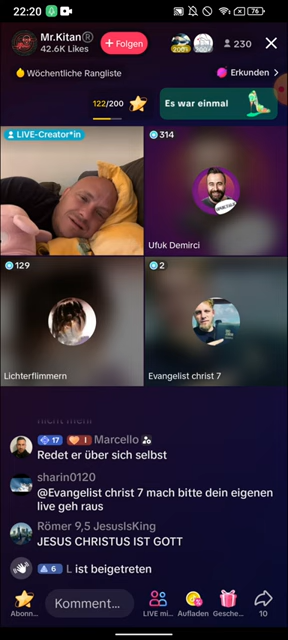 22:20
76
Mr.Kitan®
42.6K Likes
+ Folgen
230
Wöchentliche Rangliste
Erkunden >
122/200
Es war einmal
LIVE-Creator*in
314
Ufuk Demirci
129
Lichterflimmern
2
Evangelist christ 7
nicht mehr
17 I Marcello
Redet er über sich selbst
sharin0120
@Evangelist christ 7 mach bitte dein eigenen
live geh raus
Römer 9,5 JesusIsKing
JESUS CHRISTUS IST GOTT
6 L ist beigetreten
Abonn...
Komment...
LIVE mi...
Aufladen
Gesche...
10